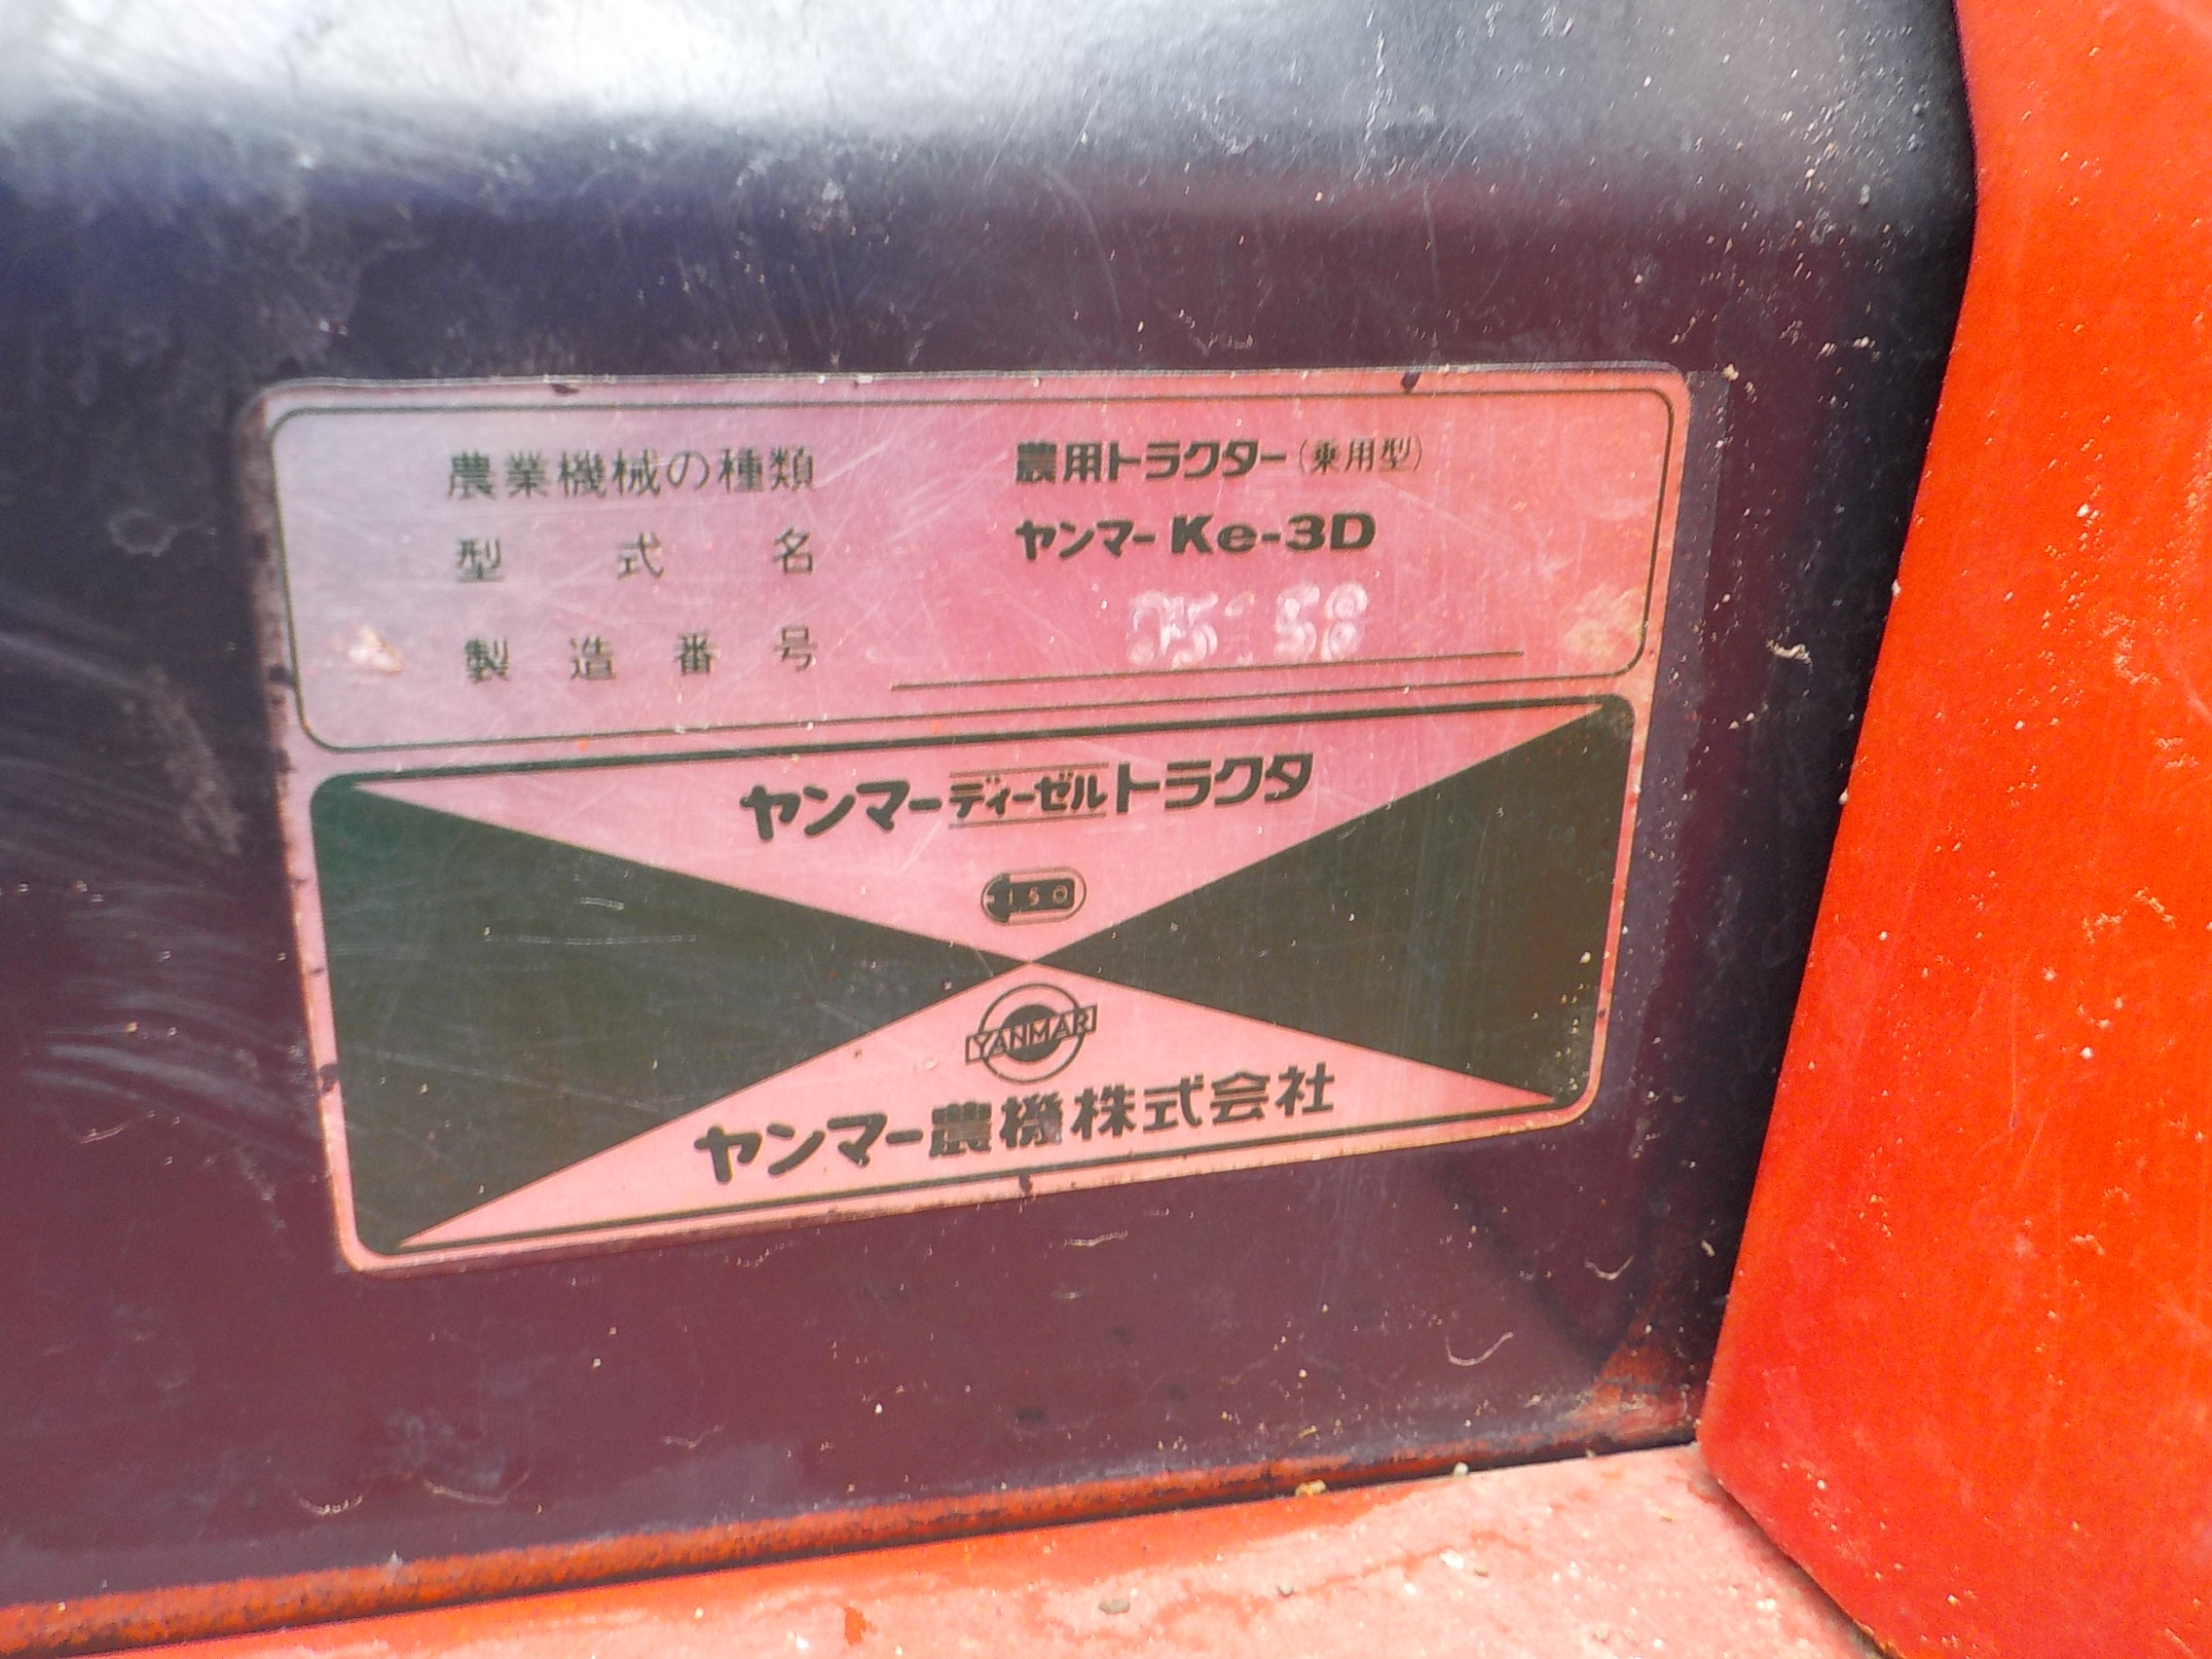 農業機械の種類 農用トラクター(乗用型)
型式名 ヤンマー Ke-3D
製造番号
ヤンマーディーゼルトラクタ
YANMAR
ヤンマー農機株式会社